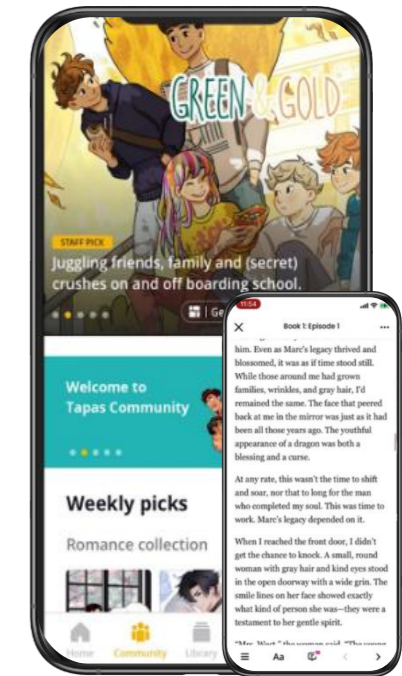 GREEN & GOLD
STAFF PICK
Juggling friends, family and (secret)
crushes on and off boarding school.
Ge
Welcome to
Tapas Community
Weekly picks
Romance collection
Home
Community
Library
11:54
Book 1: Episode 1
him. Even as Marc's legacy thrived and
blossomed, it was as if time stood still.
While those around me had grown
families, wrinkles, and gray hair, I'd
remained the same. The face that peered
back at me in the mirror was just as it had
been all those years ago. The youthful
appearance of a dragon was both a
blessing and a curse.
At any rate, this wasn't the time to shift
and soar, nor that to long for the man
who completed my soul. This was time to
work. Marc's legacy depended on it.
When I reached the front door, I didn't
get the chance to knock. A small, round
woman with gray hair and kind eyes stood
in the open doorway with a wide grin. The
smile lines on her face showed exactly
what kind of person she was—they were a
testament to her gentle spirit.
"Mrs. West," the woman said. "The young
Aa